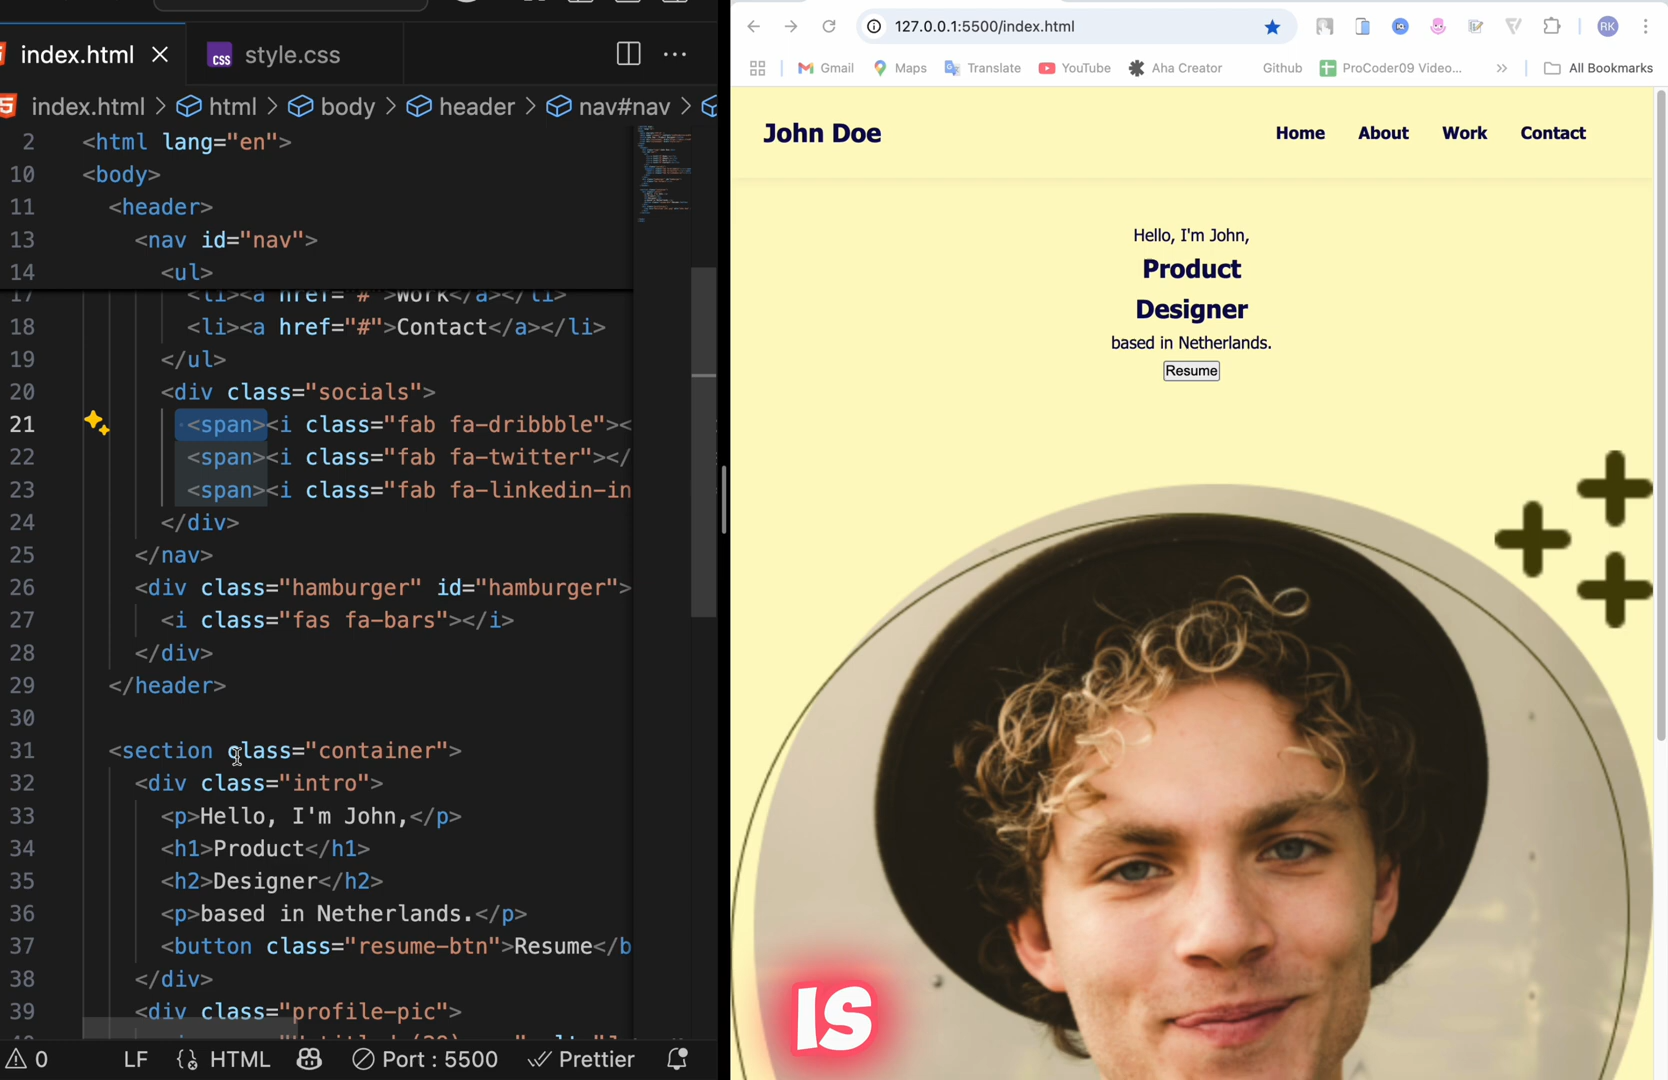 index.html
style.css
index.html > html > body > header > nav#nav >
2 <html lang="en">
10 <body>
11 <header>
13 <nav id="nav">
14 <ul>
17 <li><a href="#">Work</a></li>
18 <li><a href="#">Contact</a></li>
19 </ul>
20 <div class="socials">
21 <span><i class="fab fa-dribbble"><
22 <span><i class="fab fa-twitter"></
23 <span><i class="fab fa-linkedin-in
24 </div>
25 </nav>
26 <div class="hamburger" id="hamburger">
27 <i class="fas fa-bars"></i>
28 </div>
29 </header>
30
31 <section class="container">
32 <div class="intro">
33 <p>Hello, I'm John,</p>
34 <h1>Product</h1>
35 <h2>Designer</h2>
36 <p>based in Netherlands.</p>
37 <button class="resume-btn">Resume</b
38 </div>
39 <div class="profile-pic">
0 LF HTML Port : 5500 Prettier
127.0.0.1:5500/index.html
RK
Gmail Maps Translate YouTube Aha Creator Github ProCoder09 Video... » All Bookmarks
John Doe
Home About Work Contact
Hello, I'm John,
Product
Designer
based in Netherlands.
Resume
IS